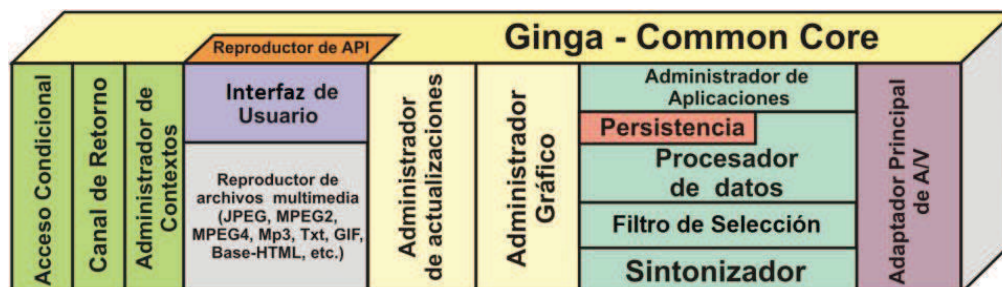 Ginga - Common Core
Reproductor de API
Acceso Condicional
Canal de Retorno
Administrador de
Contextos
Interfaz de
Usuario
Reproductor de
archivos multimedia
(JPEG, MPEG2,
MPEG4, Mp3, Txt, GIF,
Base-HTML, etc.)
Administrador
de actualizaciones
Administrador
Gráfico
Administrador de
Aplicaciones
Persistencia
Procesador
de datos
Filtro de Selección
Sintonizador
Adaptador Principal
de A/V